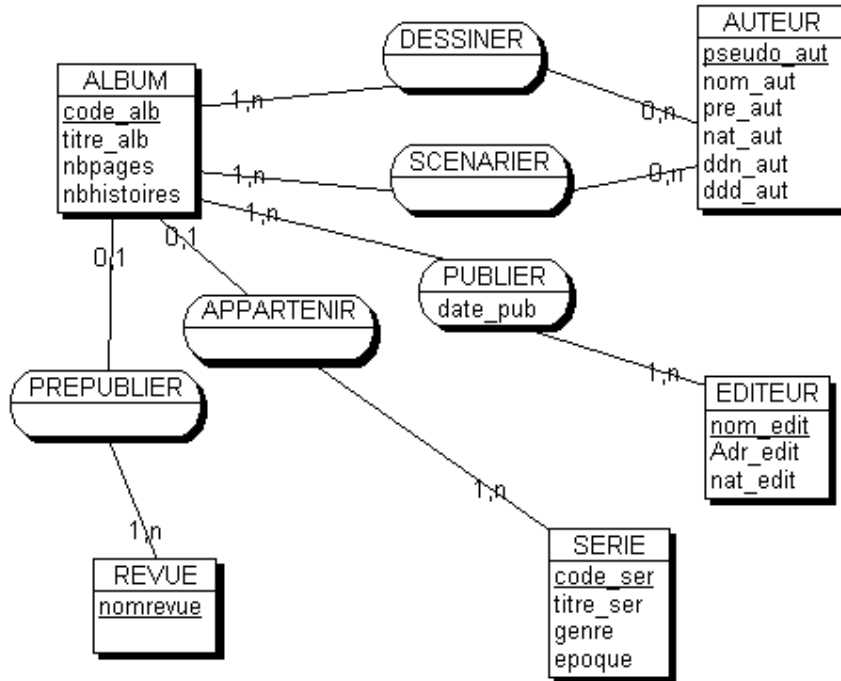 DESSINER
AUTEUR
pseudo_aut
nom_aut
pre_aut
nat_aut
ddn_aut
ddd_aut
ALBUM
code_alb
titre_alb
nbpages
nbhistoires
1,n
0,n
SCENARIER
1,n
0,n
1,n
0,1
0,1
PUBLIER
date_pub
APPARTENIR
PREPUBLIER
1,n
EDITEUR
nom_edit
Adr_edit
nat_edit
1,n
1,n
REVUE
nomrevue
SERIE
code_ser
titre_ser
genre
epoque